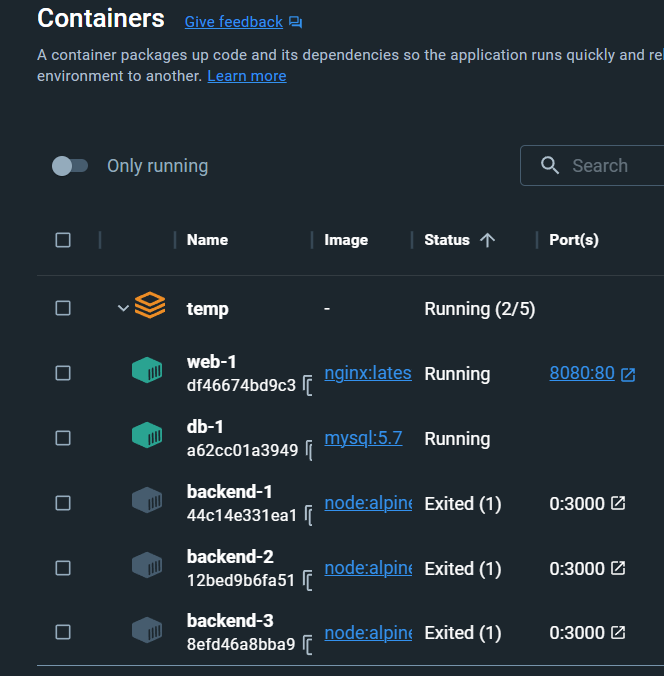 Containers Give feedback
A container packages up code and its dependencies so the application runs quickly and rel
environment to another. Learn more
Only running
Search
Name Image Status Port(s)
temp - Running (2/5)
web-1
df46674bd9c3 nginx:lates Running 8080:80
db-1
a62cc01a3949 mysql:5.7 Running
backend-1
44c14e331ea1 node:alpine Exited (1) 0:3000
backend-2
12bed9b6fa51 node:alpine Exited (1) 0:3000
backend-3
8efd46a8bba9 node:alpine Exited (1) 0:3000